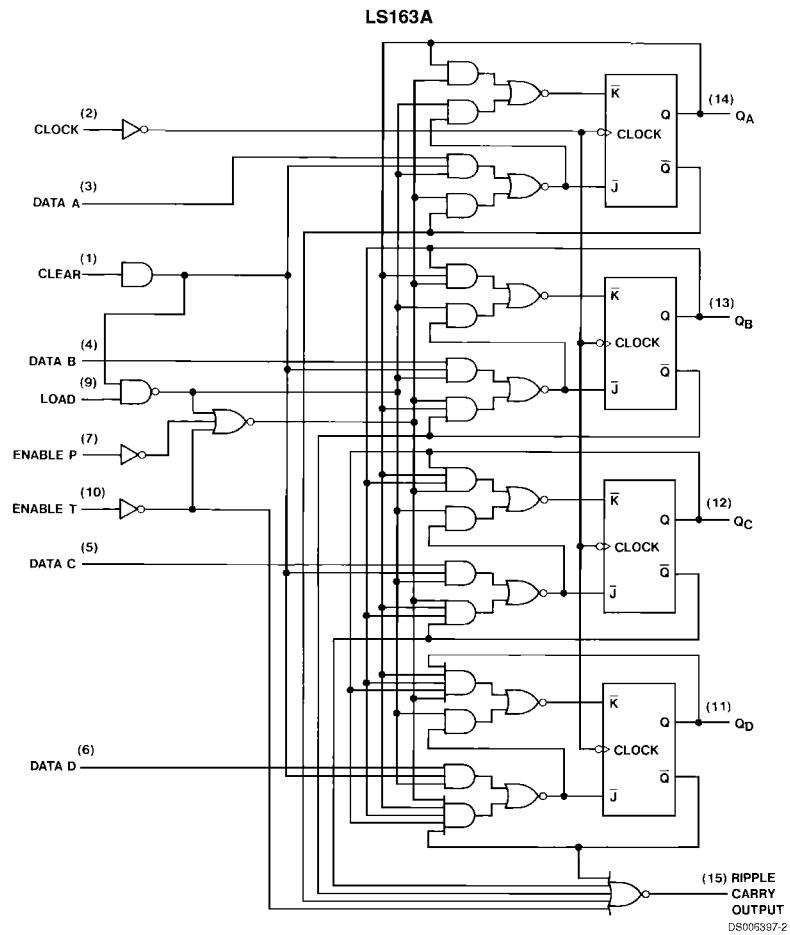 LS163A
(2)
CLOCK
(3)
DATA A
(1)
CLEAR
(4)
DATA B
(9)
LOAD
(7)
ENABLE P
(10)
ENABLE T
(5)
DATA C
(6)
DATA D
K̅
Q
(14)
QA
CLOCK
Q̅
J̅
K̅
Q
(13)
QB
CLOCK
Q̅
J̅
K̅
Q
(12)
QC
CLOCK
Q̅
J̅
K̅
Q
(11)
QD
CLOCK
Q̅
J̅
(15) RIPPLE
CARRY
OUTPUT
DS006397-2